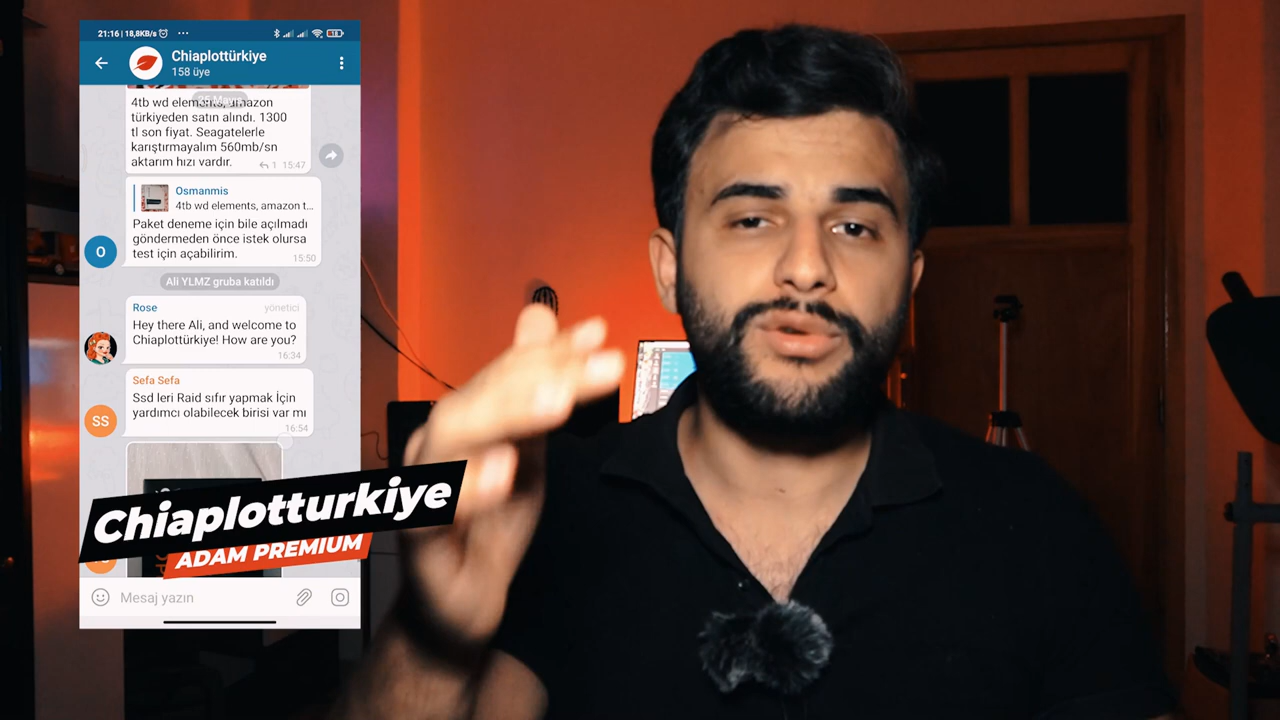 21:16 | 18,8KB/s
Chiaplottürkiye
158 üye
4tb wd elements, amazon
türkiyeden satın alındı. 1300
tl son fiyat. Seagatelerle
karıştırmayalım 560mb/sn
aktarım hızı vardır.
1 15:47
Osmanmis
4tb wd elements, amazon t...
Paket deneme için bile açılmadı
göndermeden önce istek olursa
test için açabilirim.
15:50
O
Ali YLMZ gruba katıldı
Rose yönetici
Hey there Ali, and welcome to
Chiaplottürkiye! How are you?
16:34
Sefa Sefa
Ssd leri Raid sıfır yapmak İçin
yardımcı olabilecek birisi var mı
16:54
SS
Chiaplotturkiye
ADAM PREMIUM
Mesaj yazın